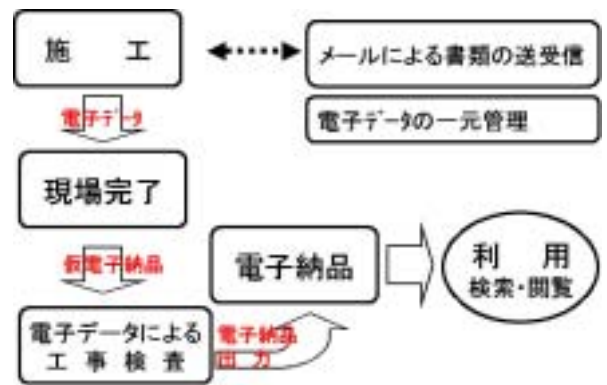 施 工
メールによる書類の送受信
電子データの一元管理
電子データ
現場完了
仮電子納品
電子納品
利 用
検索・閲覧
電子データによる
工 事 検 査
電子納品
出 力